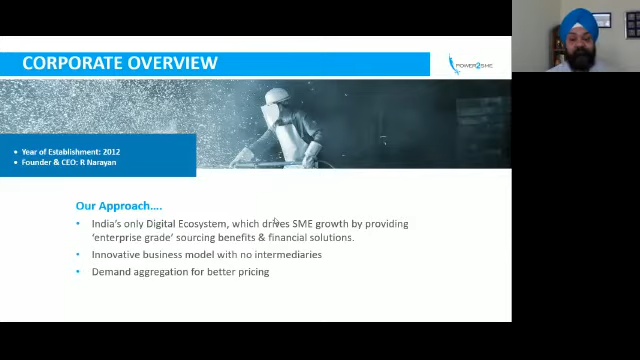 CORPORATE OVERVIEW
POWER2SME
• Year of Establishment: 2012
• Founder & CEO: R Narayan
Our Approach....
• India's only Digital Ecosystem, which drives SME growth by providing
'enterprise grade' sourcing benefits & financial solutions.
• Innovative business model with no intermediaries
• Demand aggregation for better pricing